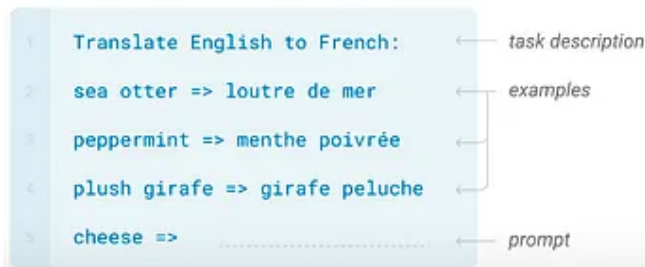 1 Translate English to French: task description
2 sea otter => loutre de mer examples
3 peppermint => menthe poivrée
4 plush girafe => girafe peluche
5 cheese => prompt